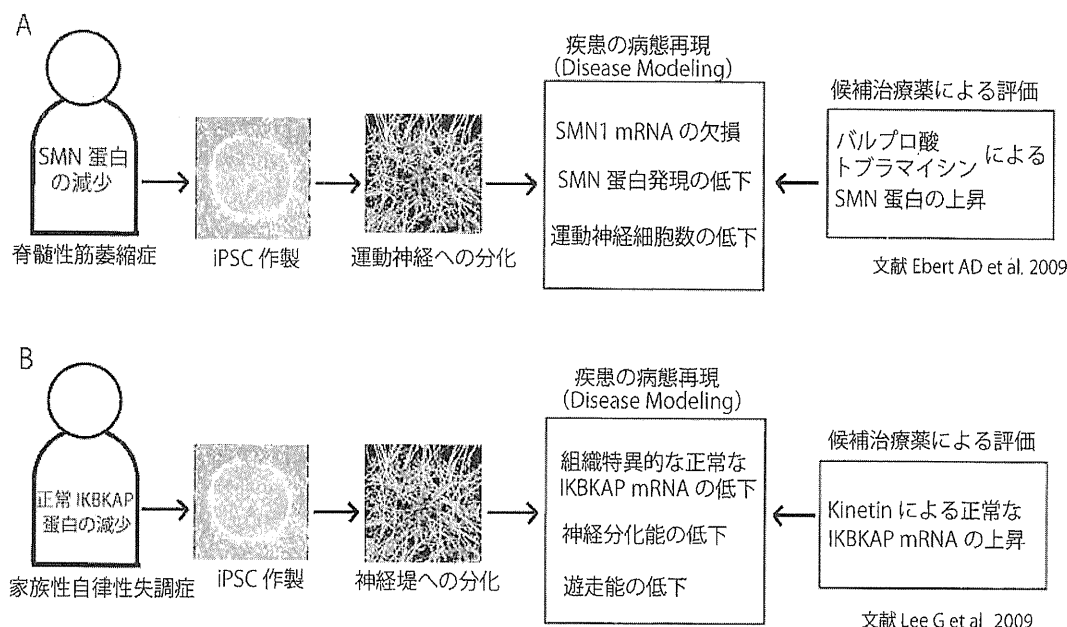 A
SMN 蛋白
の減少
脊髄性筋萎縮症
iPSC 作製
運動神経への分化
疾患の病態再現
(Disease Modeling)
SMN1 mRNA の欠損
SMN 蛋白発現の低下
運動神経細胞数の低下
候補治療薬による評価
バルプロ酸
トブラマイシン による
SMN 蛋白の上昇
文献 Ebert AD et al. 2009
B
正常 IKBKAP
蛋白の減少
家族性自律性失調症
iPSC 作製
神経堤への分化
疾患の病態再現
(Disease Modeling)
組織特異的な正常な
IKBKAP mRNA の低下
神経分化能の低下
遊走能の低下
候補治療薬による評価
Kinetin による正常な
IKBKAP mRNA の上昇
文献 Lee G et al 2009